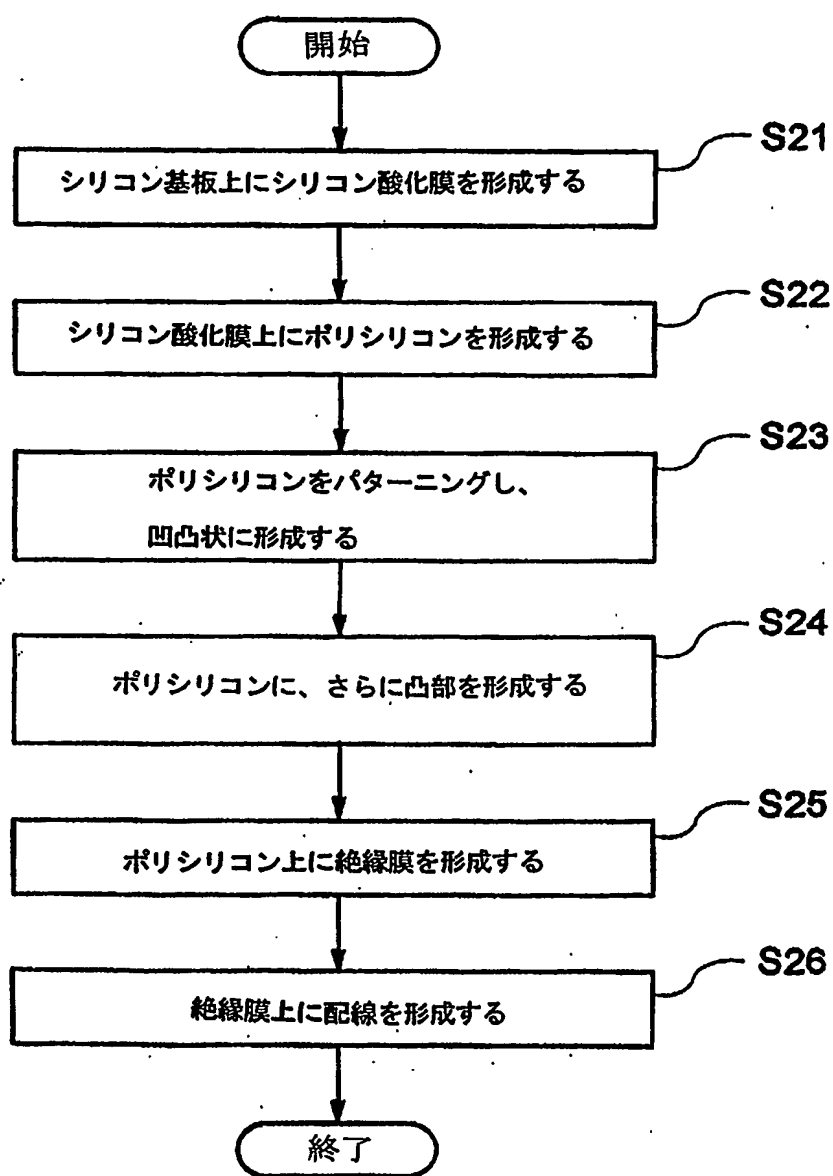 開始
S21
シリコン基板上にシリコン酸化膜を形成する
S22
シリコン酸化膜上にポリシリコンを形成する
S23
ポリシリコンをパターニングし、
凹凸状に形成する
S24
ポリシリコンに、さらに凸部を形成する
S25
ポリシリコン上に絶縁膜を形成する
S26
絶縁膜上に配線を形成する
終了